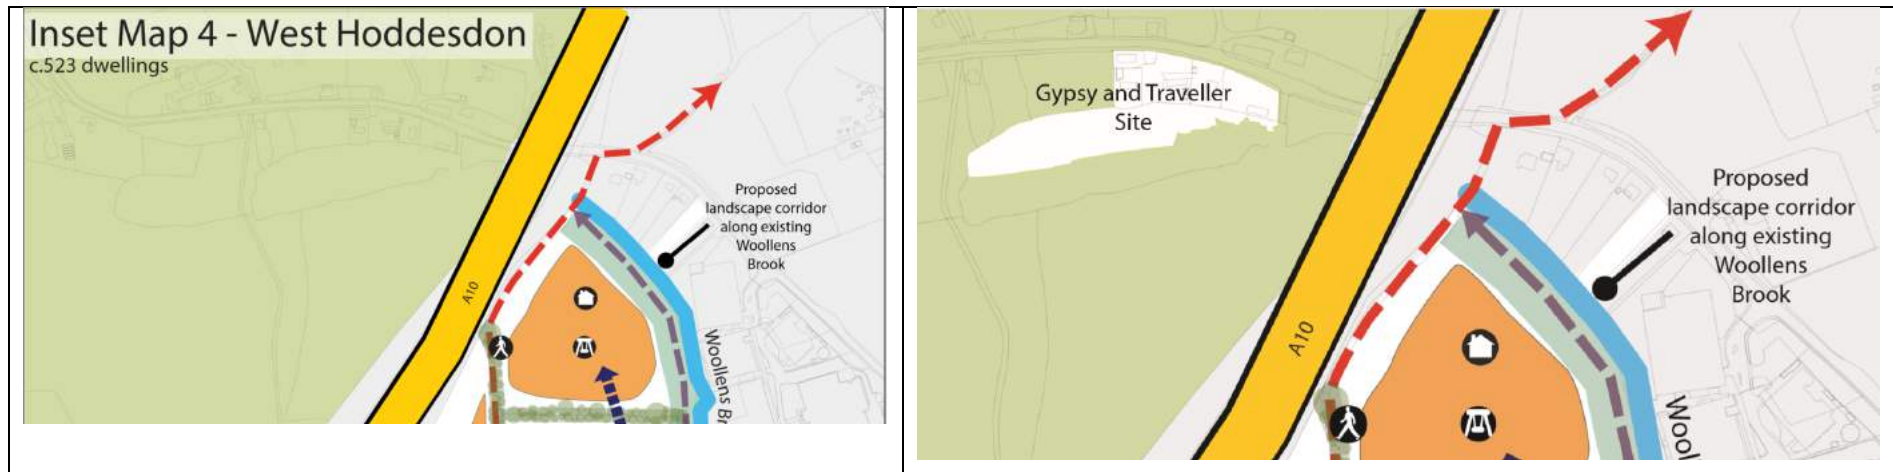 Inset Map 4 - West Hoddesdon
c.523 dwellings
Proposed
landscape corridor
along existing
Woollens
Brook
A10
Woollens Br
Gypsy and Traveller
Site
Proposed
landscape corridor
along existing
Woollens
Brook
A10
Wool